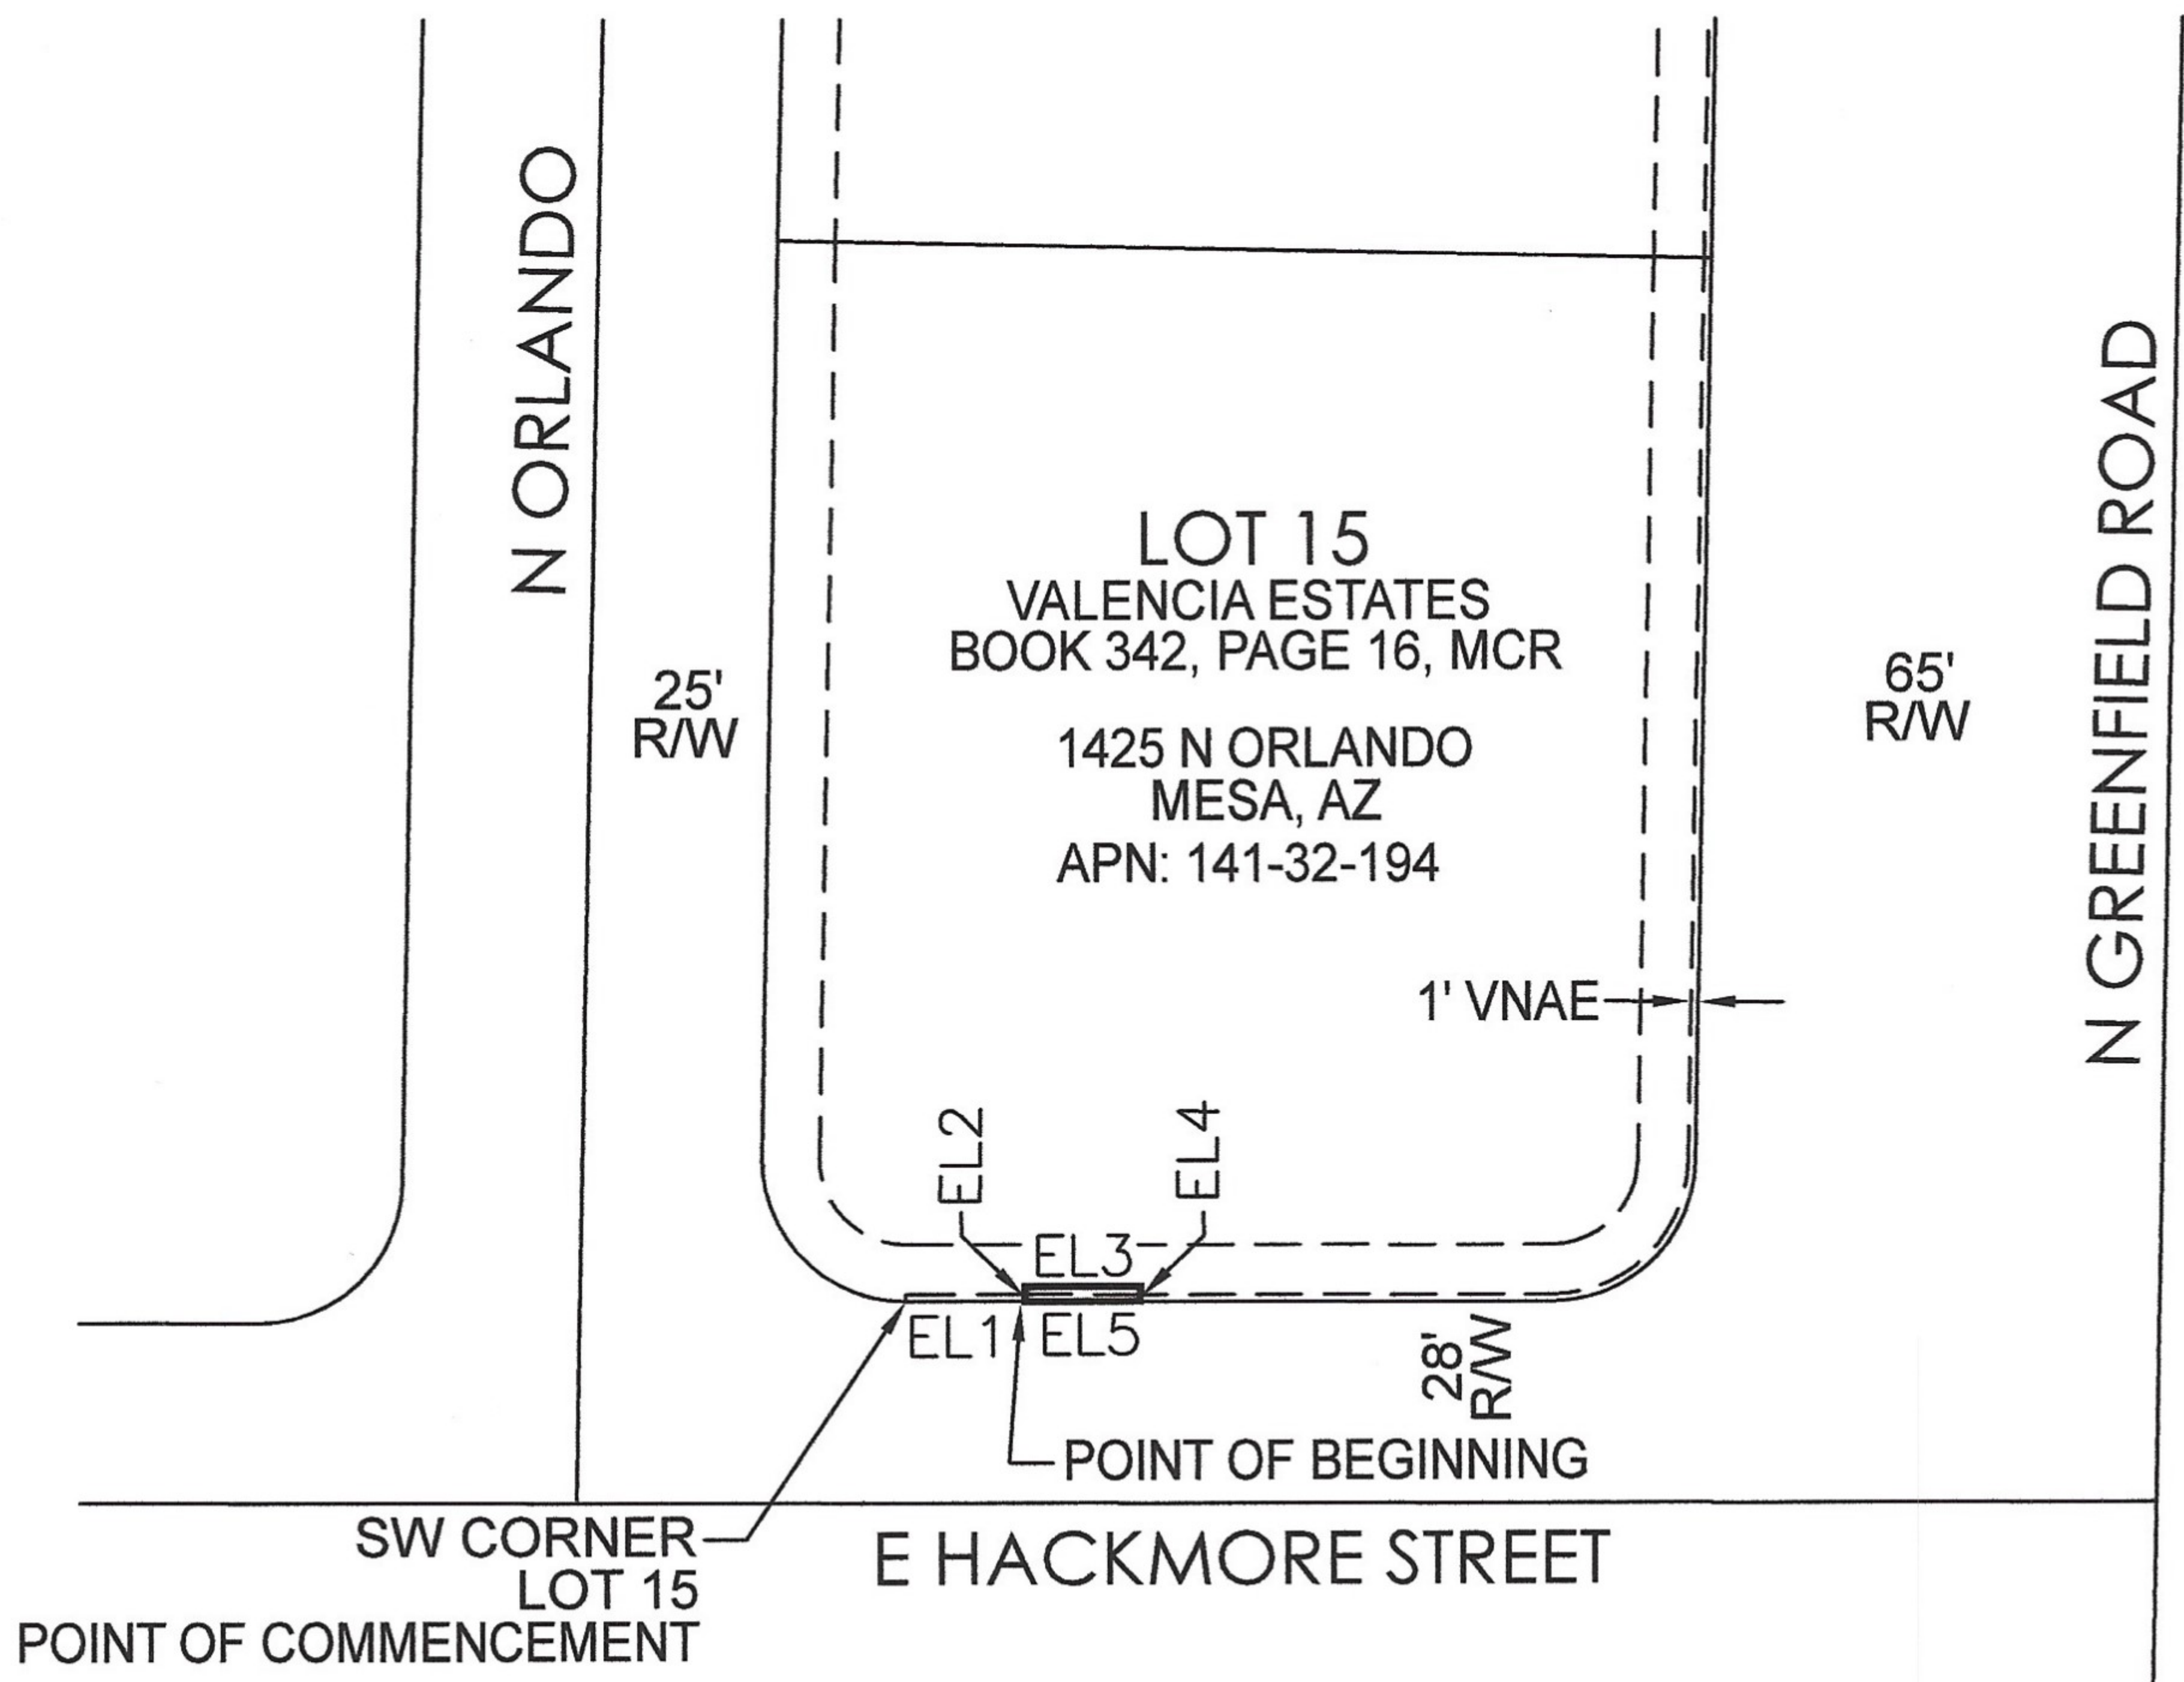 N ORLANDO
LOT 15
VALENCIA ESTATES
BOOK 342, PAGE 16, MCR
1425 N ORLANDO
MESA, AZ
APN: 141-32-194
25'
R/W
65'
R/W
N GREENFIELD ROAD
1' VNAE
EL2
EL4
EL3
EL1
EL5
28'
R/W
POINT OF BEGINNING
SW CORNER
LOT 15
POINT OF COMMENCEMENT
E HACKMORE STREET